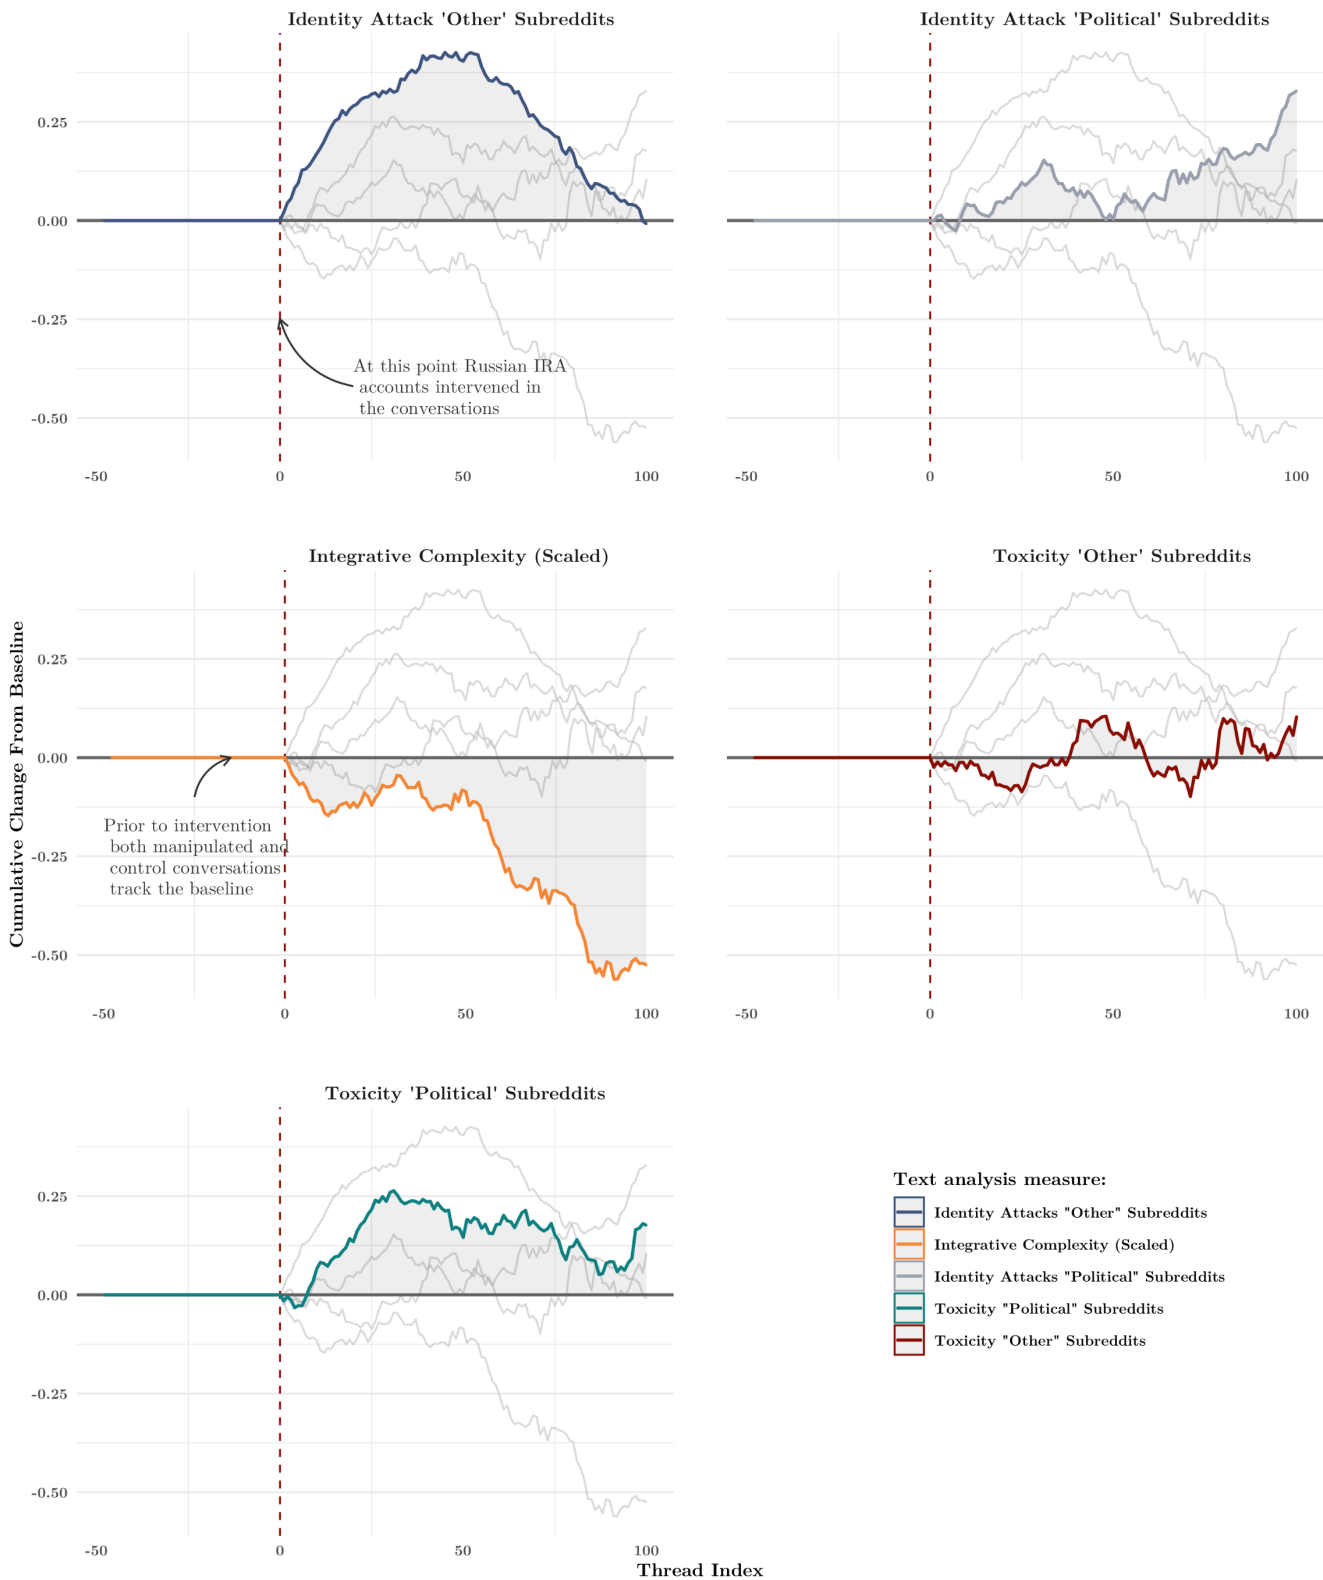 Identity Attack 'Other' Subreddits
Identity Attack 'Political' Subreddits
0.25
0.00
-0.25
-0.50
At this point Russian IRA
accounts intervened in
the conversations
-50 0 50 100
-50 0 50 100
Integrative Complexity (Scaled)
Toxicity 'Other' Subreddits
Cumulative Change From Baseline
0.25
0.00
-0.25
-0.50
Prior to intervention
both manipulated and
control conversations
track the baseline
-50 0 50 100
-50 0 50 100
Toxicity 'Political' Subreddits
0.25
0.00
-0.25
-0.50
-50 0 50 100
Thread Index
Text analysis measure:
Identity Attacks "Other" Subreddits
Integrative Complexity (Scaled)
Identity Attacks "Political" Subreddits
Toxicity "Political" Subreddits
Toxicity "Other" Subreddits